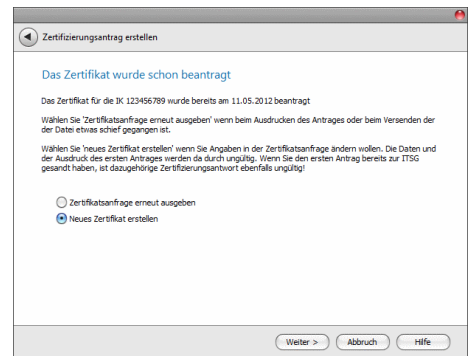 Zertifizierungsantrag erstellen
Das Zertifikat wurde schon beantragt
Das Zertifikat für die IK 123456789 wurde bereits am 11.05.2012 beantragt
Wählen Sie 'Zertifikatsanfrage erneut ausgeben' wenn beim Ausdrucken des Antrages oder beim Versenden der
der Datei etwas schief gegangen ist.
Wählen Sie 'neues Zertifikat erstellen' wenn Sie Angaben in der Zertifikatsanfrage ändern wollen. Die Daten und
der Ausdruck des ersten Antrages werden da durch ungültig. Wenn Sie den ersten Antrag bereits zur ITSG
gesandt haben, ist dazugehörige Zertifizierungsantwort ebenfalls ungültig!
Zertifikatsanfrage erneut ausgeben
Neues Zertifikat erstellen
Weiter >
Abbruch
Hilfe